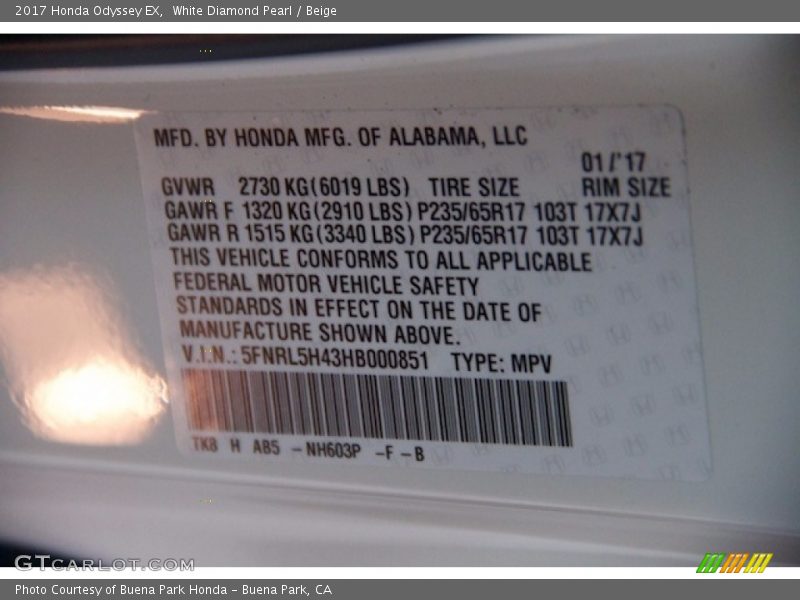 2017 Honda Odyssey EX, White Diamond Pearl / Beige
MFD. BY HONDA MFG. OF ALABAMA, LLC
01/'17
GVWR 2730 KG(6019 LBS) TIRE SIZE RIM SIZE
GAWR F 1320 KG(2910 LBS) P235/65R17 103T 17X7J
GAWR R 1515 KG(3340 LBS) P235/65R17 103T 17X7J
THIS VEHICLE CONFORMS TO ALL APPLICABLE
FEDERAL MOTOR VEHICLE SAFETY
STANDARDS IN EFFECT ON THE DATE OF
MANUFACTURE SHOWN ABOVE.
V.I.N.: 5FNRL5H43HB000851 TYPE: MPV
TK8 H AB5 -NH603P -F-B
GTCARLOT.COM
Photo Courtesy of Buena Park Honda - Buena Park, CA